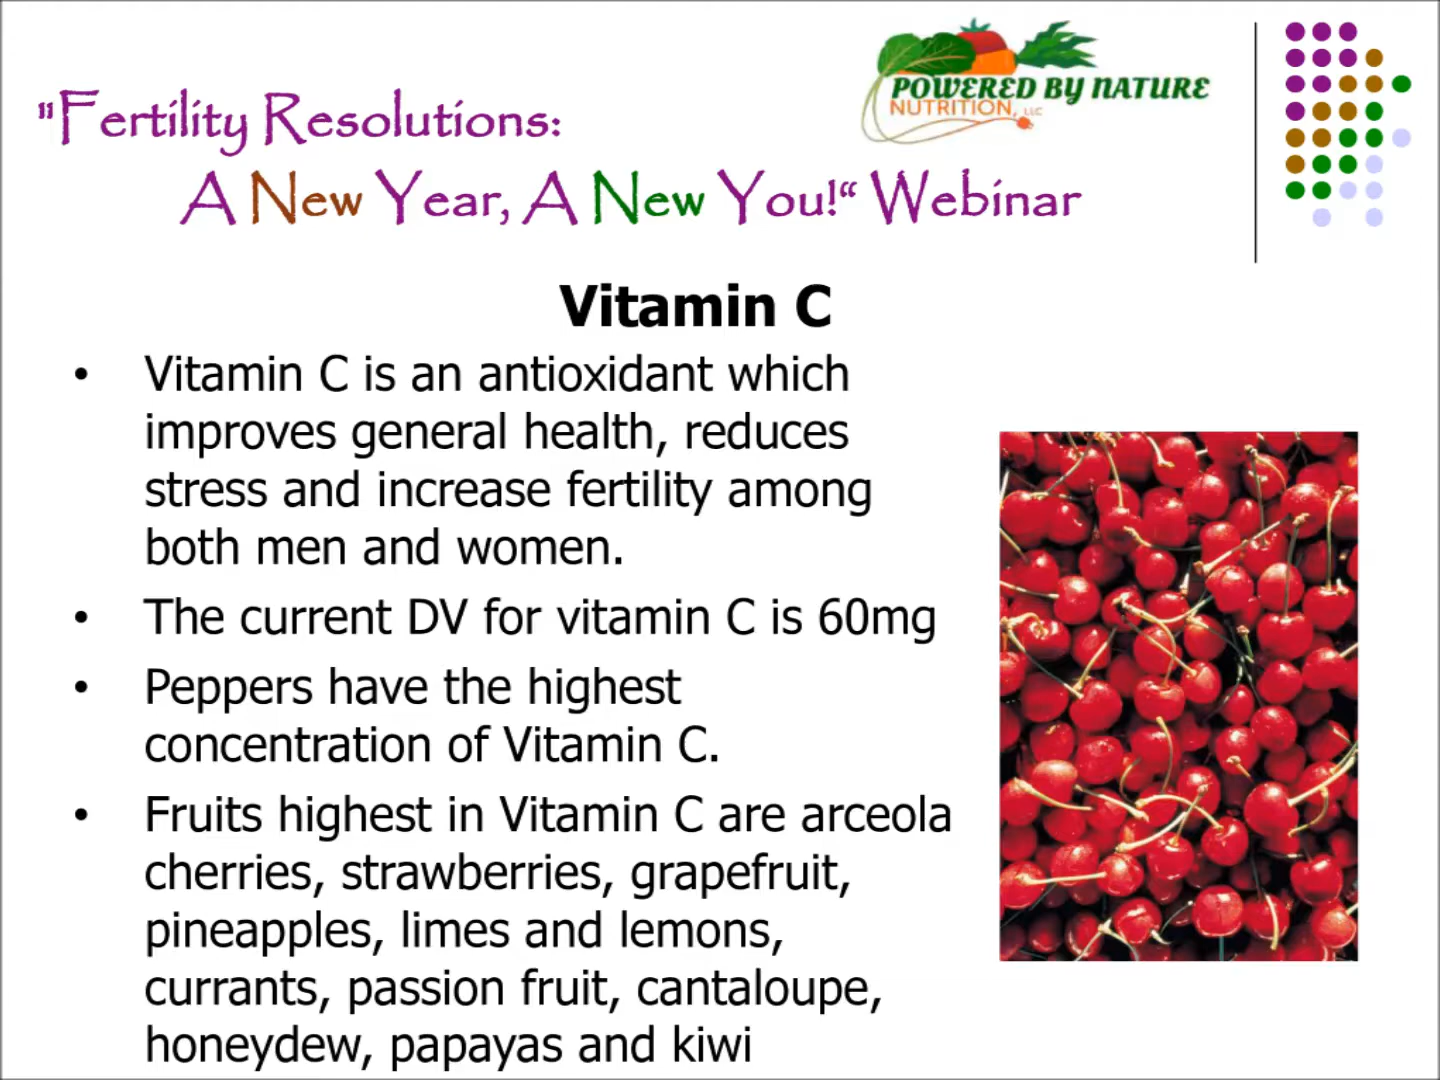 "Fertility Resolutions:
A New Year, A New You!“ Webinar
POWERED BY NATURE
NUTRITION, LLC
Vitamin C
• Vitamin C is an antioxidant which
improves general health, reduces
stress and increase fertility among
both men and women.
• The current DV for vitamin C is 60mg
• Peppers have the highest
concentration of Vitamin C.
• Fruits highest in Vitamin C are arceola
cherries, strawberries, grapefruit,
pineapples, limes and lemons,
currants, passion fruit, cantaloupe,
honeydew, papayas and kiwi